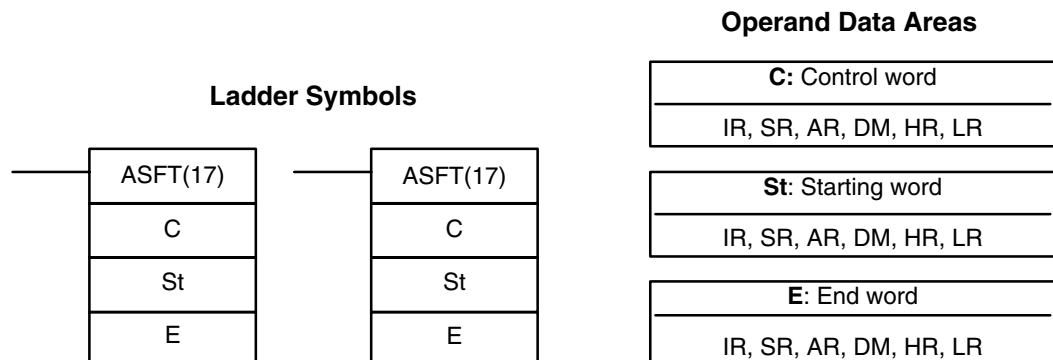 Ladder Symbols
ASFT(17)
C
St
E
ASFT(17)
C
St
E
Operand Data Areas
C: Control word
IR, SR, AR, DM, HR, LR
St: Starting word
IR, SR, AR, DM, HR, LR
E: End word
IR, SR, AR, DM, HR, LR